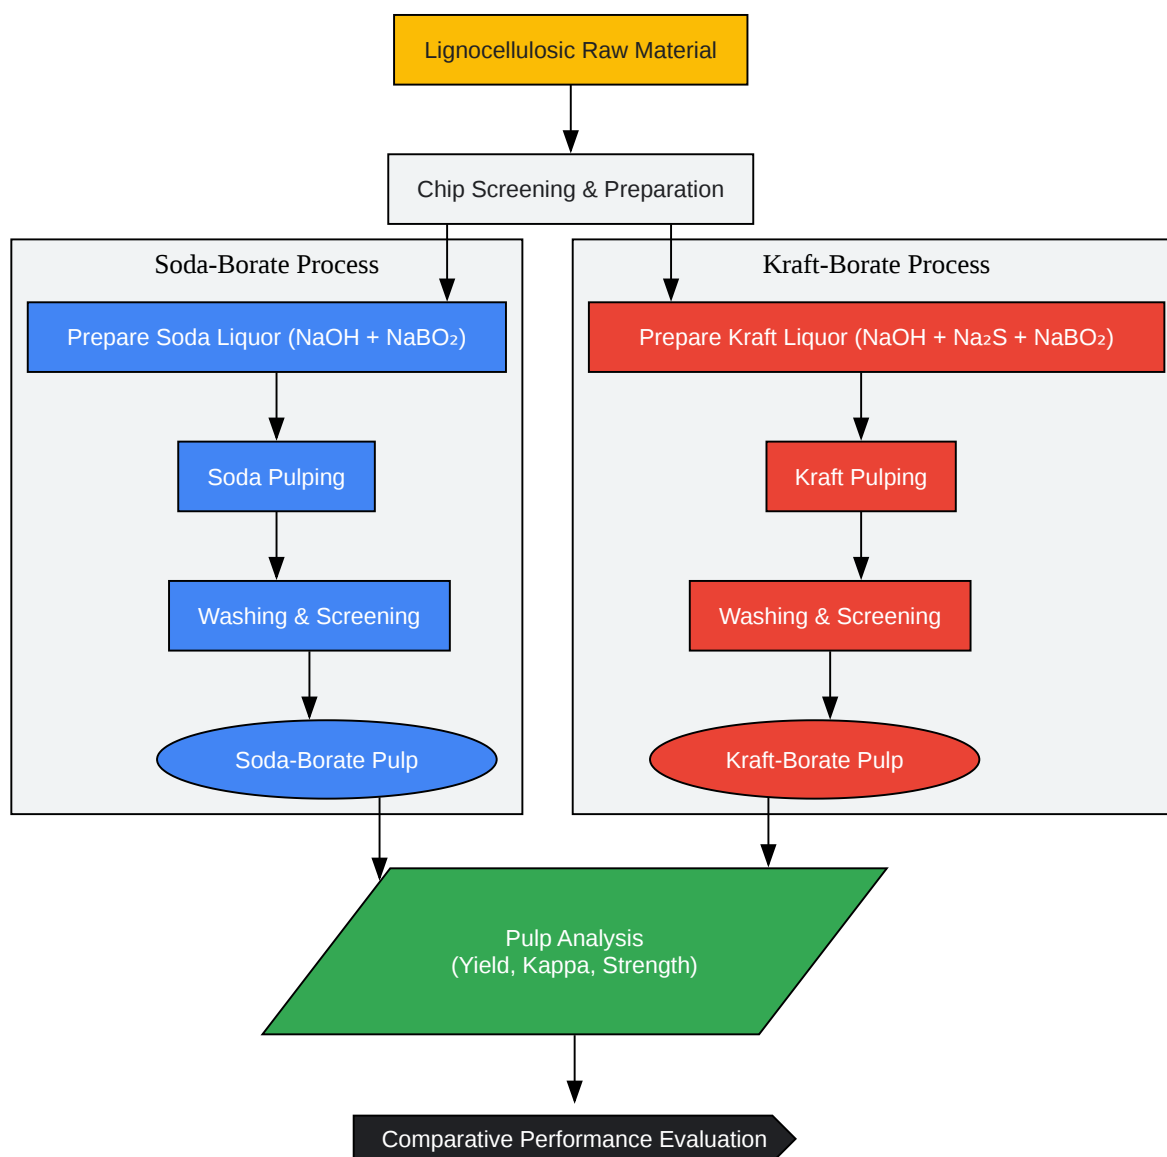 Lignocellulosic Raw Material
Chip Screening & Preparation
Soda-Borate Process
Prepare Soda Liquor (NaOH + NaBO₂)
Soda Pulping
Washing & Screening
Soda-Borate Pulp
Kraft-Borate Process
Prepare Kraft Liquor (NaOH + Na₂S + NaBO₂)
Kraft Pulping
Washing & Screening
Kraft-Borate Pulp
Pulp Analysis
(Yield, Kappa, Strength)
Comparative Performance Evaluation